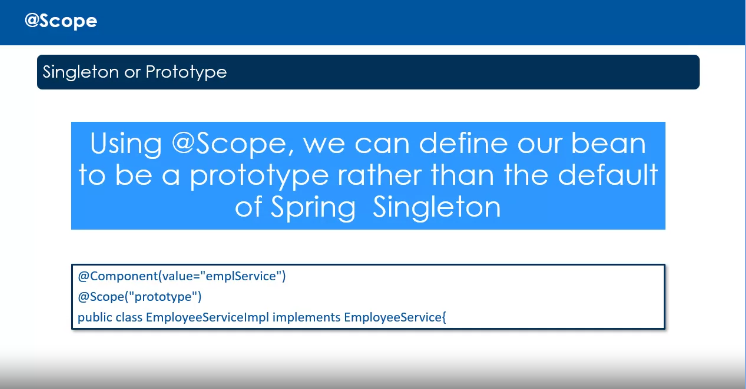 @Scope
Singleton or Prototype
Using @Scope, we can define our bean
to be a prototype rather than the default
of Spring  Singleton
@Component(value="emplService")
@Scope("prototype")
public class EmployeeServiceImpl implements EmployeeService{